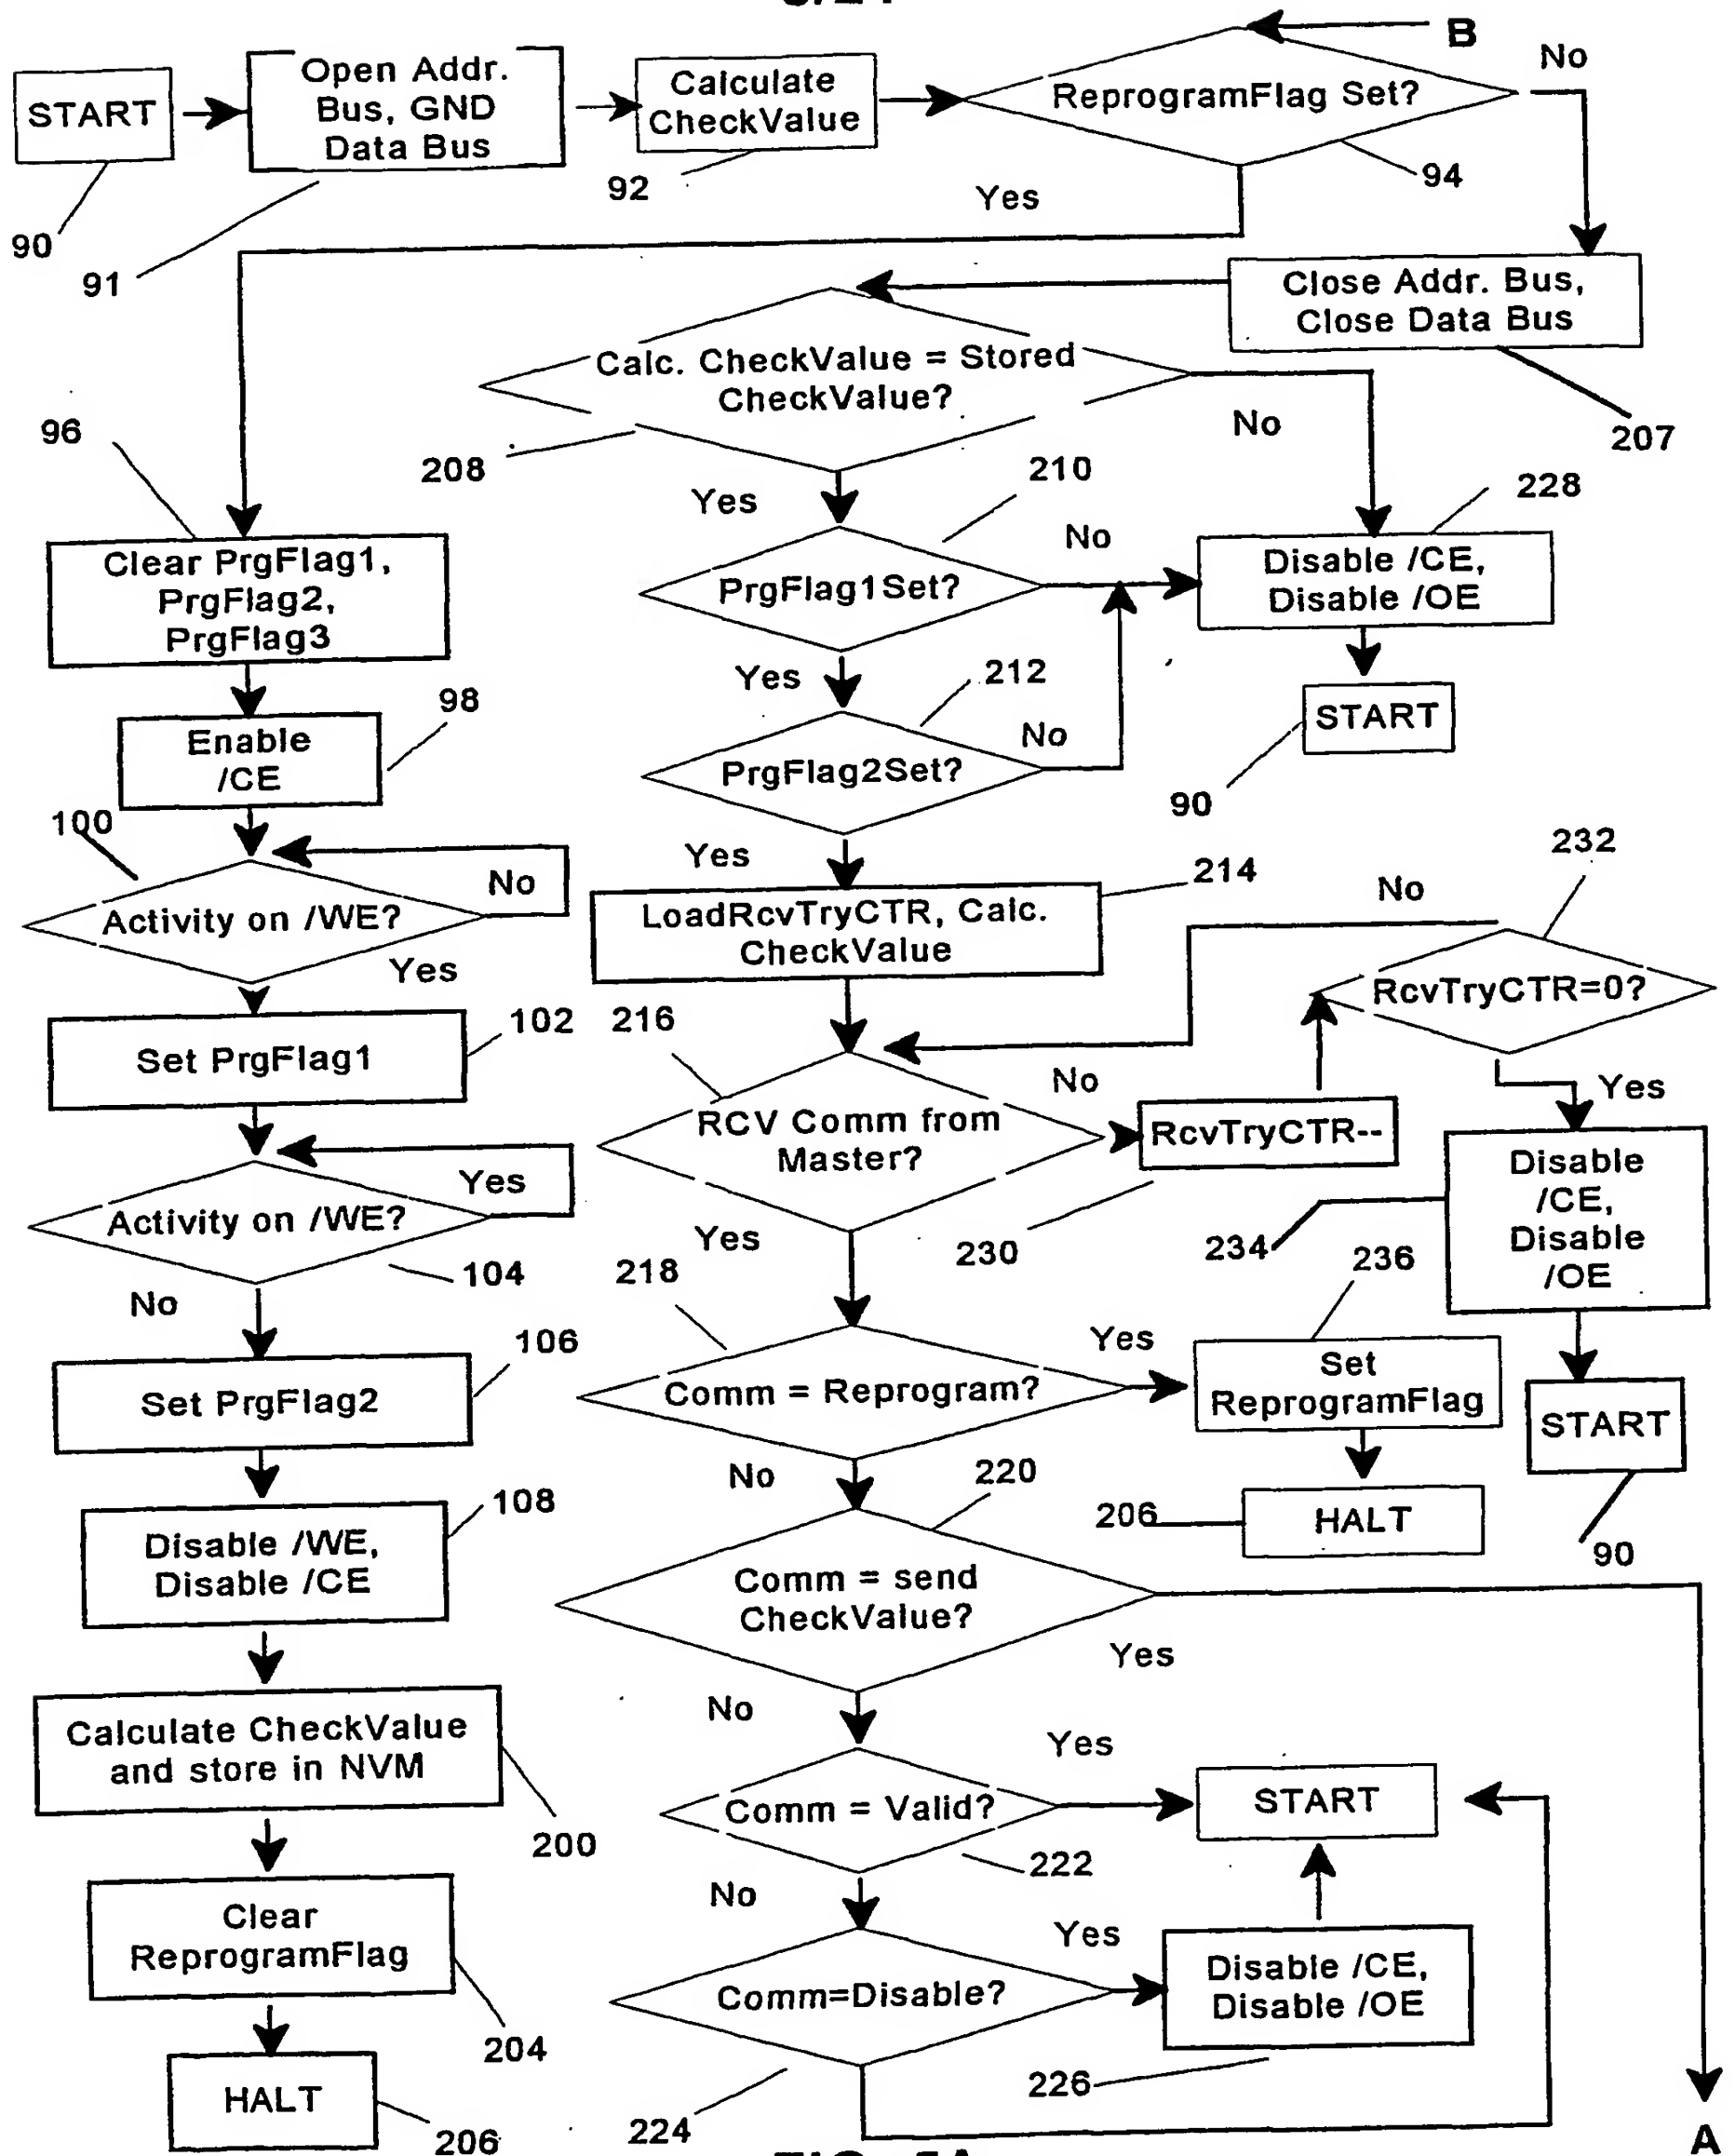 B
START
Open Addr.
Bus, GND
Data Bus
Calculate
CheckValue
ReprogramFlag Set?
No
90
91
92
94
Yes
Close Addr. Bus,
Close Data Bus
207
Calc. CheckValue = Stored
CheckValue?
208
No
Yes
96
Clear PrgFlag1,
PrgFlag2,
PrgFlag3
210
PrgFlag1Set?
No
228
Disable /CE,
Disable /OE
Yes
START
90
98
Enable
/CE
212
PrgFlag2Set?
No
Yes
100
Activity on /WE?
No
Yes
214
LoadRcvTryCTR, Calc.
CheckValue
232
No
RcvTryCTR=0?
Yes
102
Set PrgFlag1
216
RCV Comm from
Master?
No
RcvTryCTR--
230
Yes
Disable
/CE,
Disable
/OE
234
START
90
Activity on /WE?
Yes
104
No
218
Comm = Reprogram?
Yes
236
Set
ReprogramFlag
206
HALT
No
106
Set PrgFlag2
108
Disable /WE,
Disable /CE
220
Comm = send
CheckValue?
Yes
No
Calculate CheckValue
and store in NVM
200
Comm = Valid?
Yes
START
222
No
Clear
ReprogramFlag
204
Comm=Disable?
Yes
Disable /CE,
Disable /OE
226
224
HALT
206
A